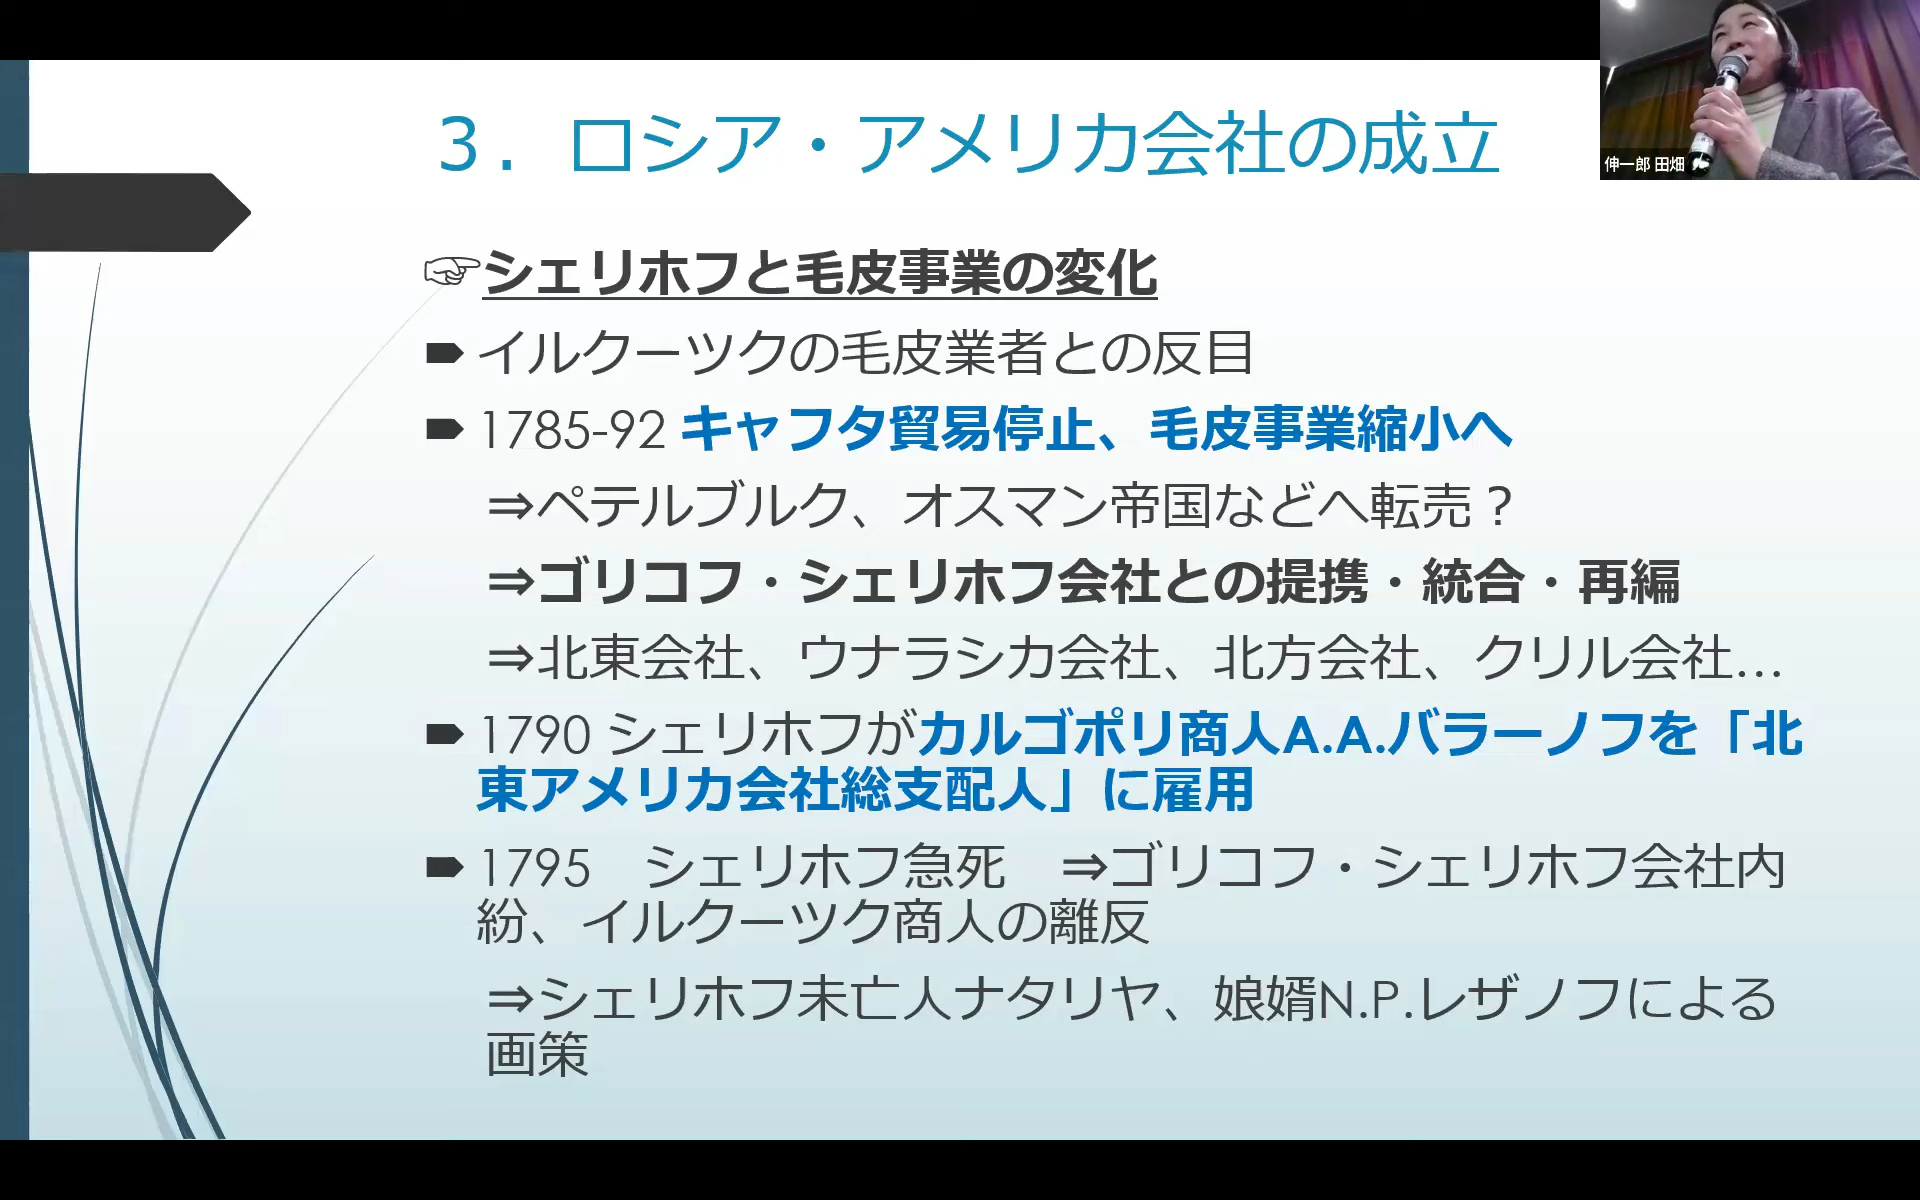 ３．ロシア・アメリカ会社の成立
伸一郎 田畑
☞シェリホフと毛皮事業の変化
イルクーツクの毛皮業者との反目
1785-92 キャフタ貿易停止、毛皮事業縮小へ
⇒ペテルブルク、オスマン帝国などへ転売？
⇒ゴリコフ・シェリホフ会社との提携・統合・再編
⇒北東会社、ウナラシカ会社、北方会社、クリル会社…
1790 シェリホフがカルゴポリ商人A.A.バラーノフを「北
東アメリカ会社総支配人」に雇用
1795　シェリホフ急死　⇒ゴリコフ・シェリホフ会社内
紛、イルクーツク商人の離反
⇒シェリホフ未亡人ナタリヤ、娘婿N.P.レザノフによる
画策